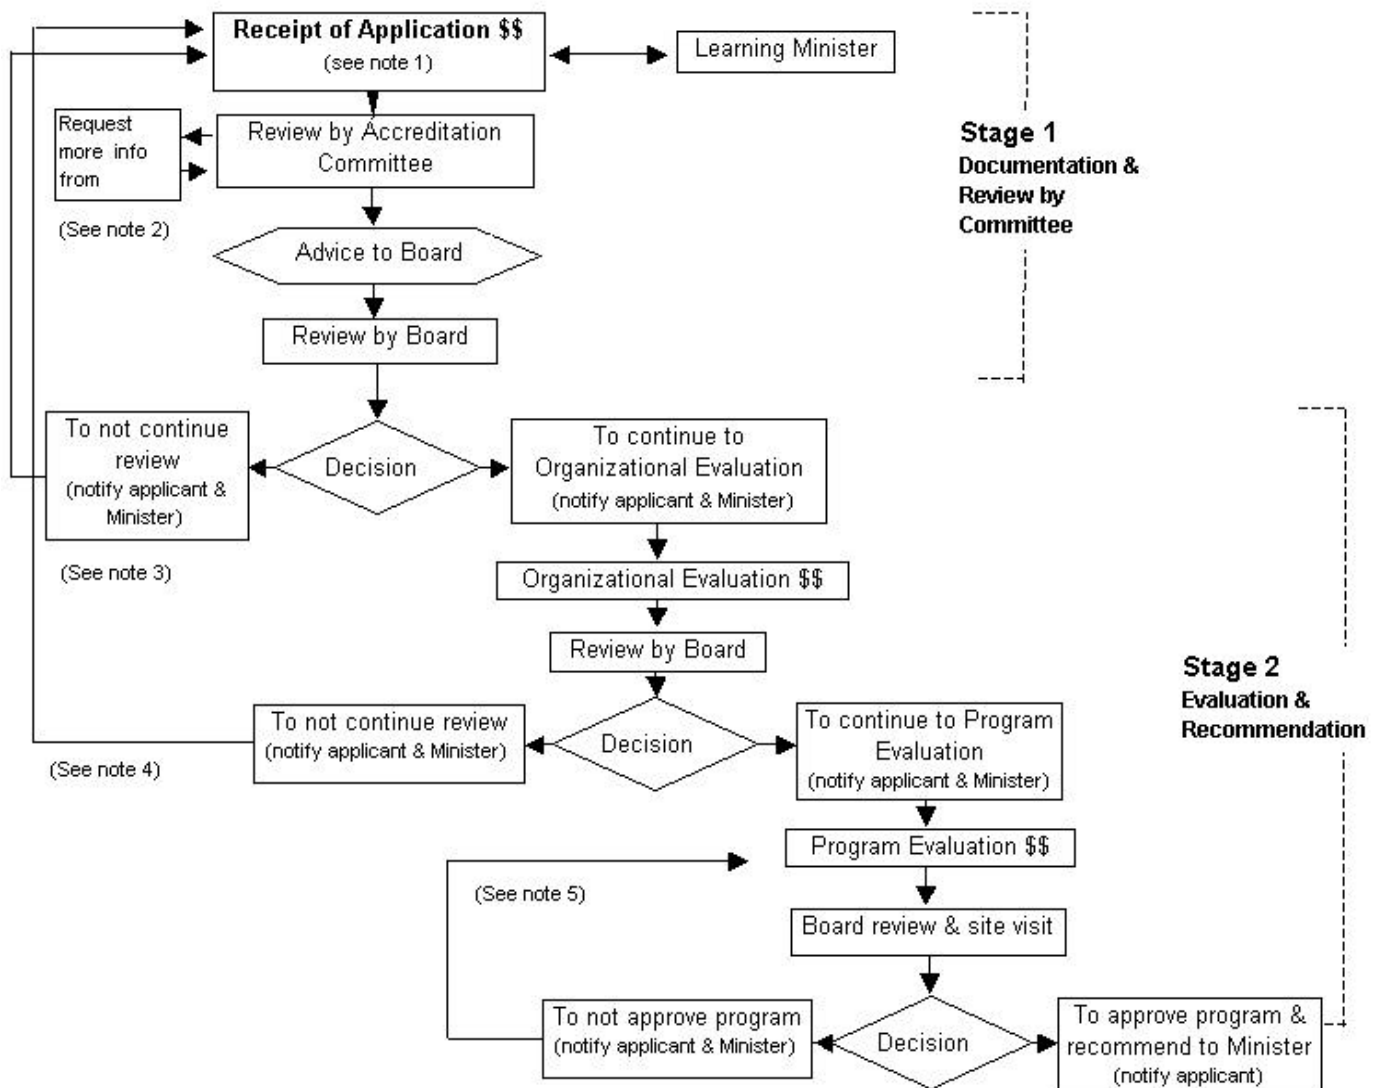 Receipt of Application $$
(see note 1)
Learning Minister
Request
more info
from
Review by Accreditation
Committee
(See note 2)
Stage 1
Documentation &
Review by
Committee
Advice to Board
Review by Board
To not continue
review
(notify applicant &
Minister)
Decision
To continue to
Organizational Evaluation
(notify applicant & Minister)
(See note 3)
Organizational Evaluation $$
Review by Board
Stage 2
Evaluation &
Recommendation
To not continue review
(notify applicant & Minister)
Decision
To continue to Program
Evaluation
(notify applicant & Minister)
(See note 4)
Program Evaluation $$
(See note 5)
Board review & site visit
To not approve program
(notify applicant & Minister)
Decision
To approve program &
recommend to Minister
(notify applicant)